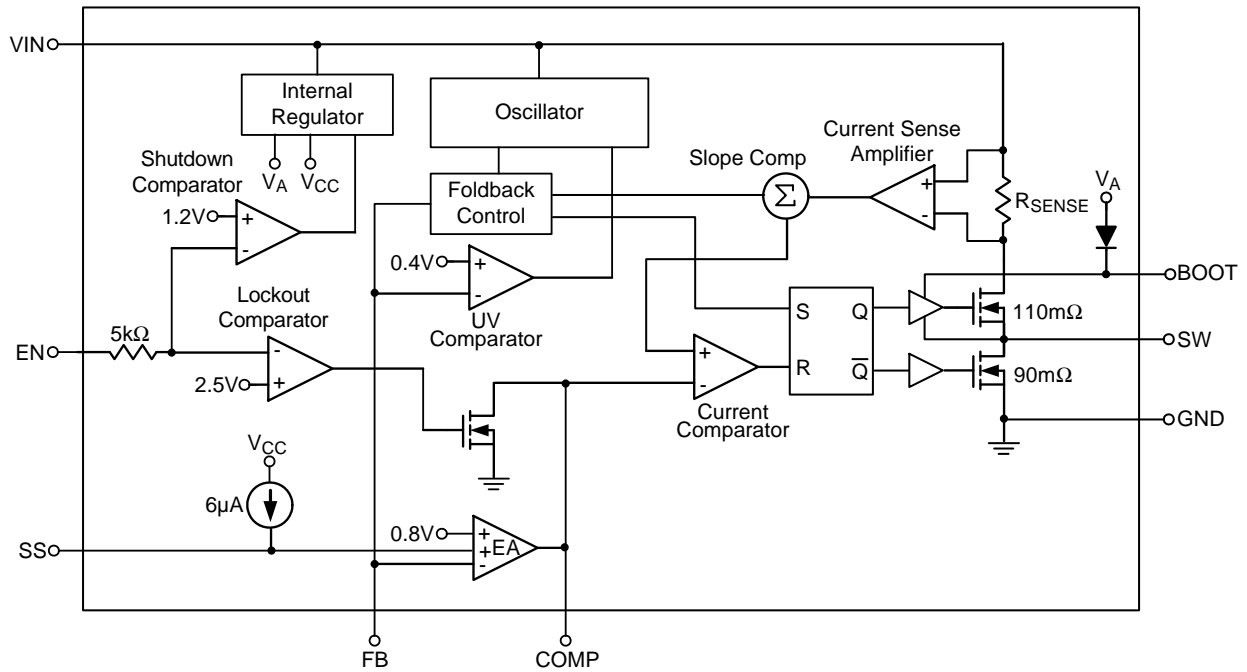 VIN
Internal
Regulator
Oscillator
Current Sense
Amplifier
Shutdown
Comparator
VA
VCC
Slope Comp
Foldback
Control
Σ
+
-
RSENSE
VA
1.2V
+
-
0.4V
+
-
UV
Comparator
BOOT
Lockout
Comparator
S
Q
110mΩ
5kΩ
EN
-
+
2.5V
SW
+
-
R
Q
90mΩ
Current
Comparator
GND
VCC
6µA
0.8V
+
+
-
EA
SS
FB
COMP